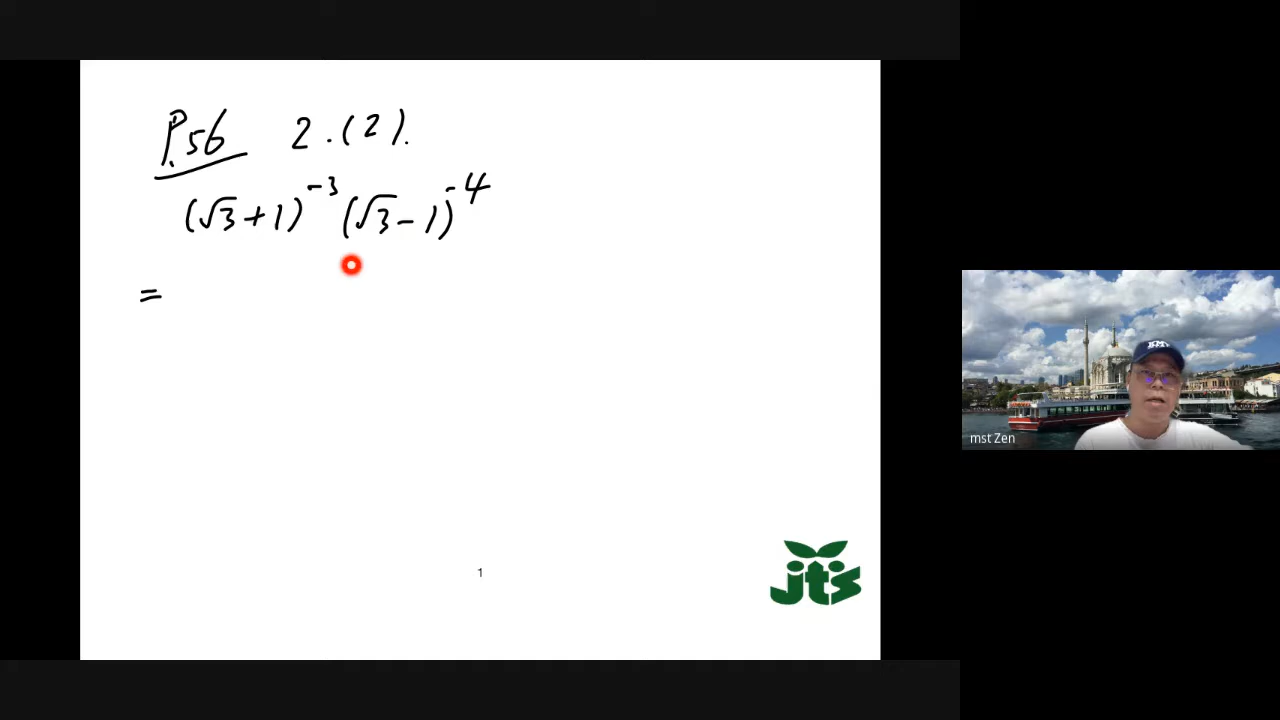 P.56 2.(2).
(√3+1)⁻³(√3-1)⁻⁴
=
1
jts
mst Zen